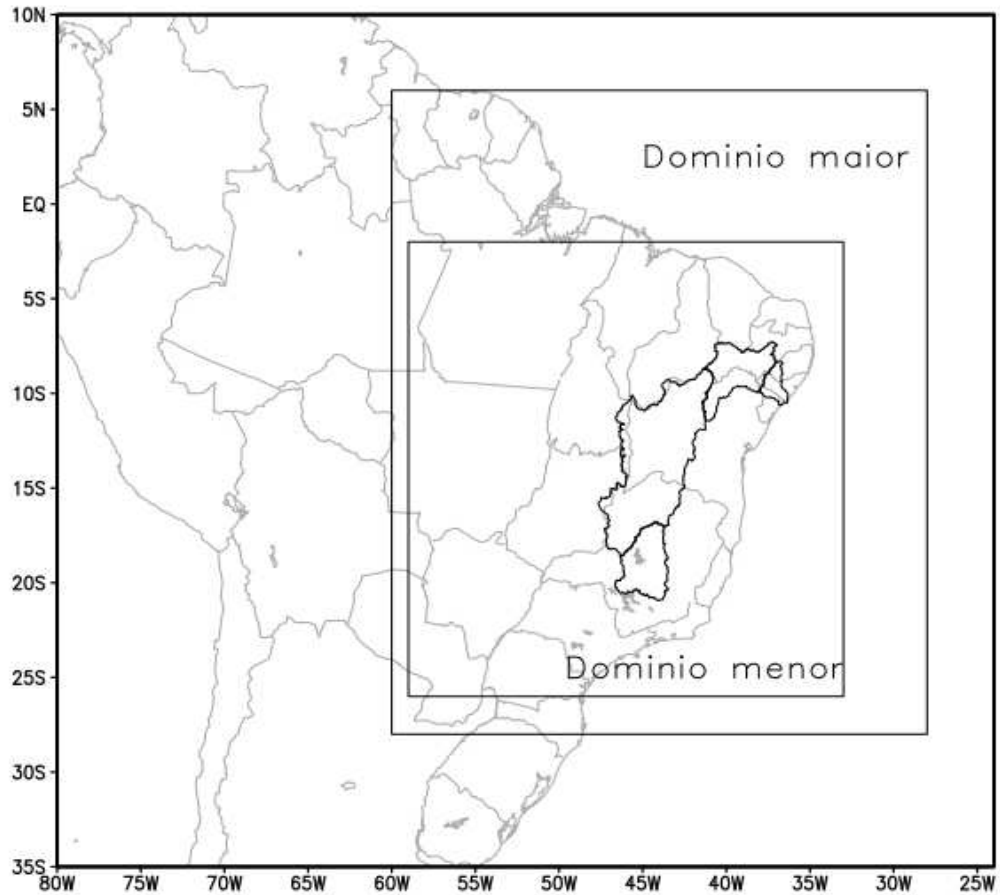 10N
5N
Dominio maior
EQ
5S
10S
15S
20S
Dominio menor
25S
30S
35S
80W 75W 70W 65W 60W 55W 50W 45W 40W 35W 30W 25W